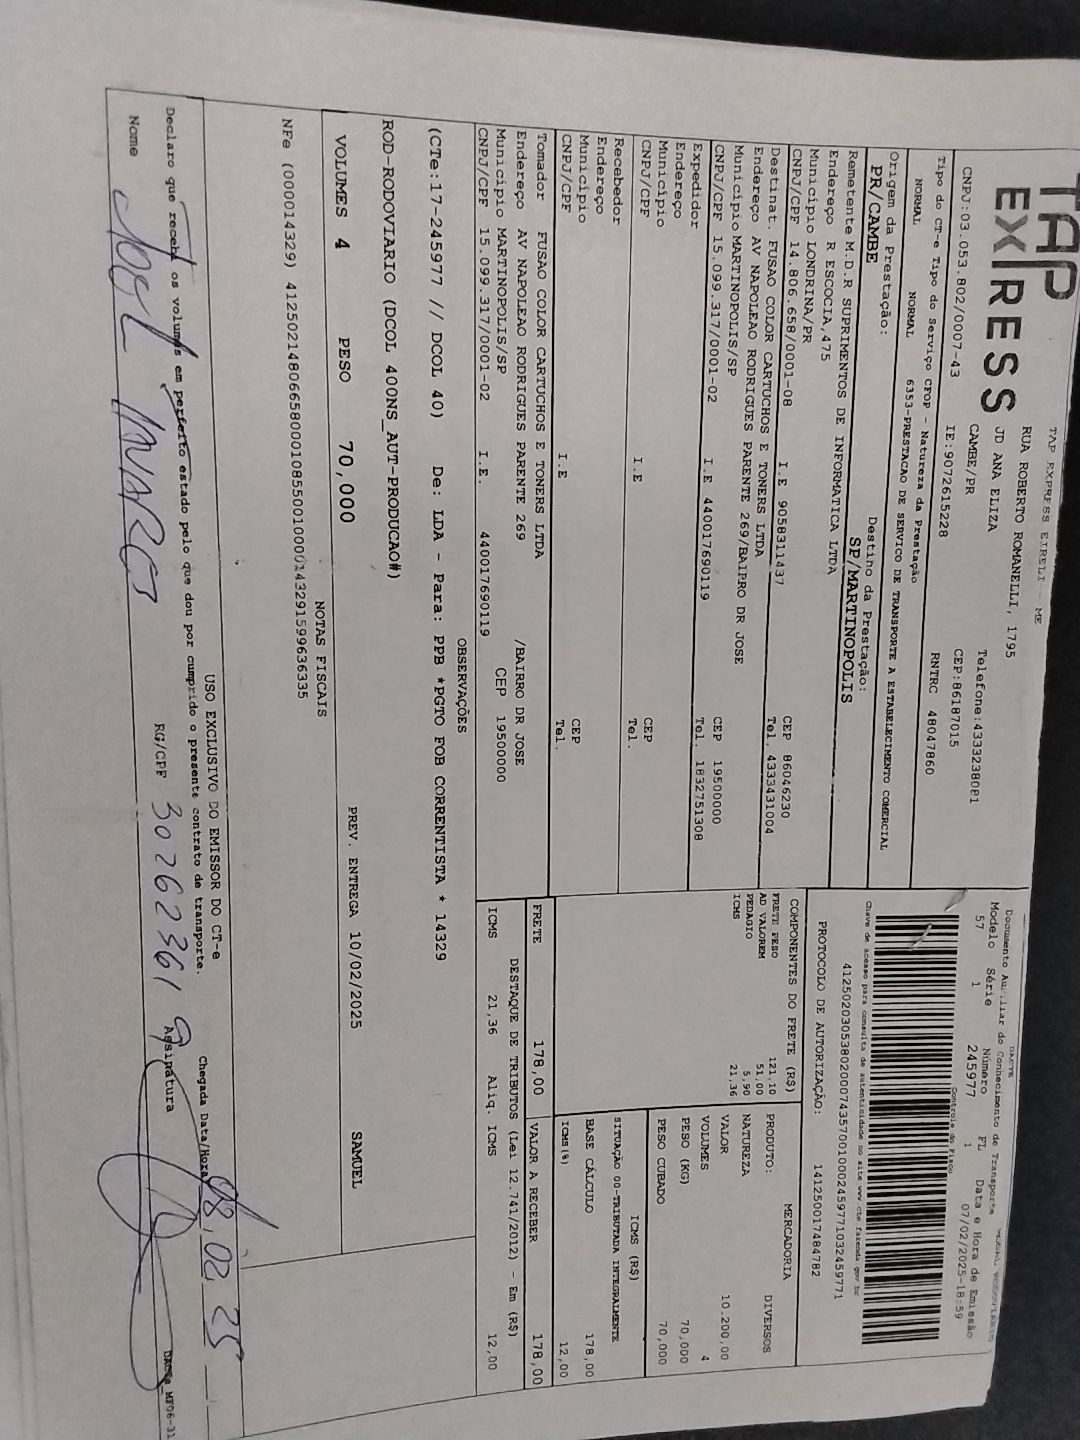 TAP
EXPRESS
TAP EXPRESS EIRELI - ME
RUA ROBERTO ROMANELLI, 1795
JD ANA ELIZA
CAMBE/PR
Telefone:
CEP:86187015
CNPJ:03.053.802/0007-43 IE:9072615228 RNTRC 48047860
Tipo do CT-e Tipo do Serviço CFOP - Natureza da Prestação
NORMAL NORMAL 6353-PRESTACAO DE SERVICO DE TRANSPORTE A ESTABELECIMENTO COMERCIAL
Origem da Prestação: Destino da Prestação:
PR/CAMBE SP/MARTINOPOLIS
Remetente M.D.R SUPRIMENTOS DE INFORMATICA LTDA
Endereço R ESCOCIA,475
Município LONDRINA/PR CEP 86046230
CNPJ/CPF 14.806.658/0001-08 I.E 9058311437 Tel. 4333431004
Destinat. FUSAO COLOR CARTUCHOS E TONERS LTDA
Endereço AV NAPOLEAO RODRIGUES PARENTE 269/BAIRRO DR JOSE
Município MARTINOPOLIS/SP CEP 19500000
CNPJ/CPF 15.099.317/0001-02 I.E 440017690119 Tel. 1832751308
Expedidor
Endereço
Município CEP
CNPJ/CPF I.E Tel.
Recebedor
Endereço
Município CEP
CNPJ/CPF I.E Tel.
Tomador FUSAO COLOR CARTUCHOS E TONERS LTDA
Endereço AV NAPOLEAO RODRIGUES PARENTE 269 /BAIRRO DR JOSE
Município MARTINOPOLIS/SP CEP 19500000
CNPJ/CPF 15.099.317/0001-02 I.E. 440017690119
DACTE
Documento Auxiliar do Conhecimento de Transporte
Modelo Série Número FL Data e Hora de Emissão
57 1 245977 1 07/02/2025-18:59
Controle do Fisco
Chave de acesso para consulta de autenticidade no site www.cte.fazenda.gov.br
41250203053802000743570010002459771032459771
PROTOCOLO DE AUTORIZAÇÃO: 141250017484782
COMPONENTES DO FRETE (R$)
FRETE PESO 121,10
AD VALOREM 51,00
PEDAGIO 5,90
ICMS 21,36
MERCADORIA
PRODUTO: DIVERSOS
NATUREZA
VALOR 10.200,00
VOLUMES 4
PESO (KG) 70,000
PESO CUBADO 70,000
ICMS (R$)
SITUAÇÃO 00-TRIBUTADA INTEGRALMENTE
BASE CÁLCULO 178,00
ICMS(%) 12,00
FRETE 178,00 VALOR A RECEBER 178,00
DESTAQUE DE TRIBUTOS (Lei 12.741/2012) - Em (R$)
ICMS 21,36 Aliq. ICMS 12,00
OBSERVAÇÕES
(CTe:17-245977 // DCOL 40) De: LDA - Para: PPB *PGTO FOB CORRENTISTA * 14329
ROD-RODOVIARIO (DCOL 400NS_AUT-PRODUCAO#)
VOLUMES 4 PESO 70,000 PREV. ENTREGA 10/02/2025 SAMUEL
NOTAS FISCAIS
NFe (000014329) 41250214806658000108550010000143291599636335
USO EXCLUSIVO DO EMISSOR DO CT-e
Declaro que recebi os volumes em perfeito estado pelo que dou por cumprido o presente contrato de transporte.
Chegada Data/Hora 08, 02, 25
Nome RG/CPF 30262361 9 Assinatura